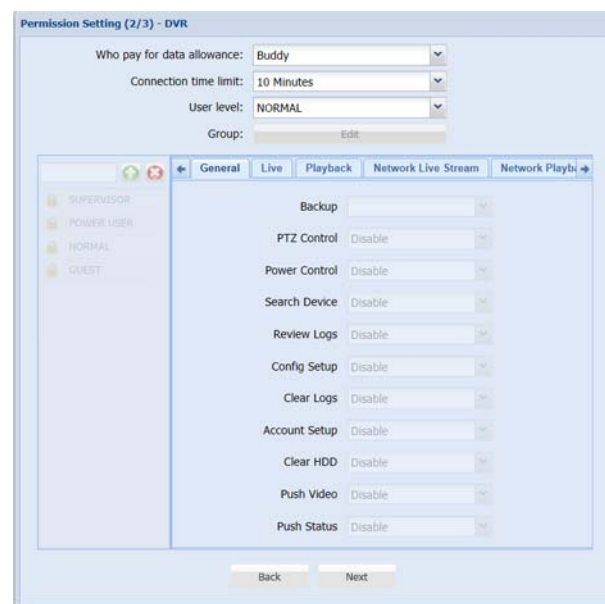 Permission Setting (2/3) - DVR
Who pay for data allowance: Buddy
Connection time limit: 10 Minutes
User level: NORMAL
Group: Edit
General Live Playback Network Live Stream Network Playb
SUPERVISOR
POWER USER
NORMAL
GUEST
Backup
PTZ Control Disable
Power Control Disable
Search Device Disable
Review Logs Disable
Config Setup Disable
Clear Logs Disable
Account Setup Disable
Clear HDD Disable
Push Video Disable
Push Status Disable
Back Next